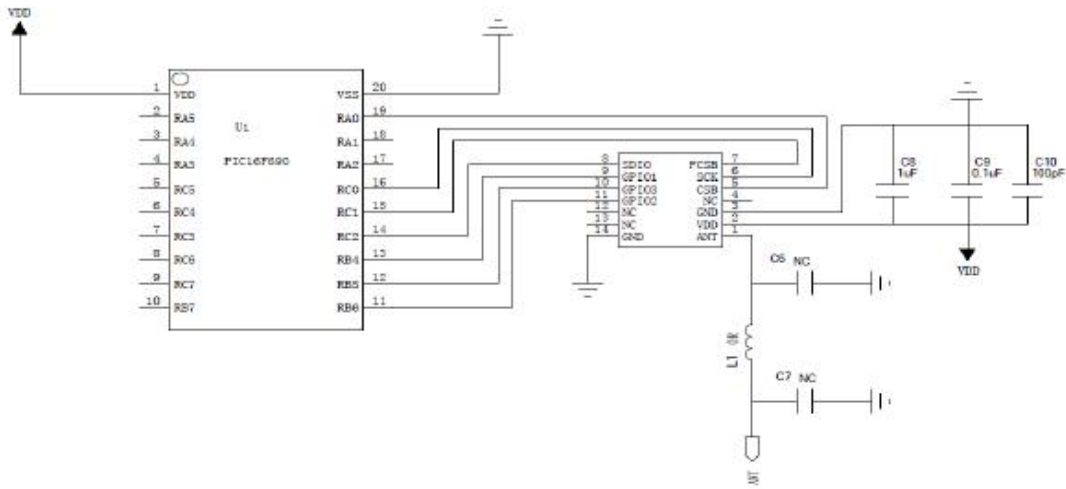 VDD
1 VDD VSS 20
2 RA5 RA0 19
3 RA4 U1 RA1 18
4 RA3 PIC16F690 RA2 17
5 RC5 RC0 16
6 RC4 RC1 15
7 RC3 RC2 14
8 RC6 RB4 13
9 RC7 RB5 12
10 RB7 RB6 11
8 SDIO FCSB 7
9 GPIO1 SCK 6
10 GPIO3 CSB 5
11 GPIO2 NC 4
12 NC GND 3
13 NC VDD 2
14 GND ANT 1
C8
1uF
C9
0.1uF
C10
100pF
VDD
C6 NC
L1 0R
C7 NC
ANT